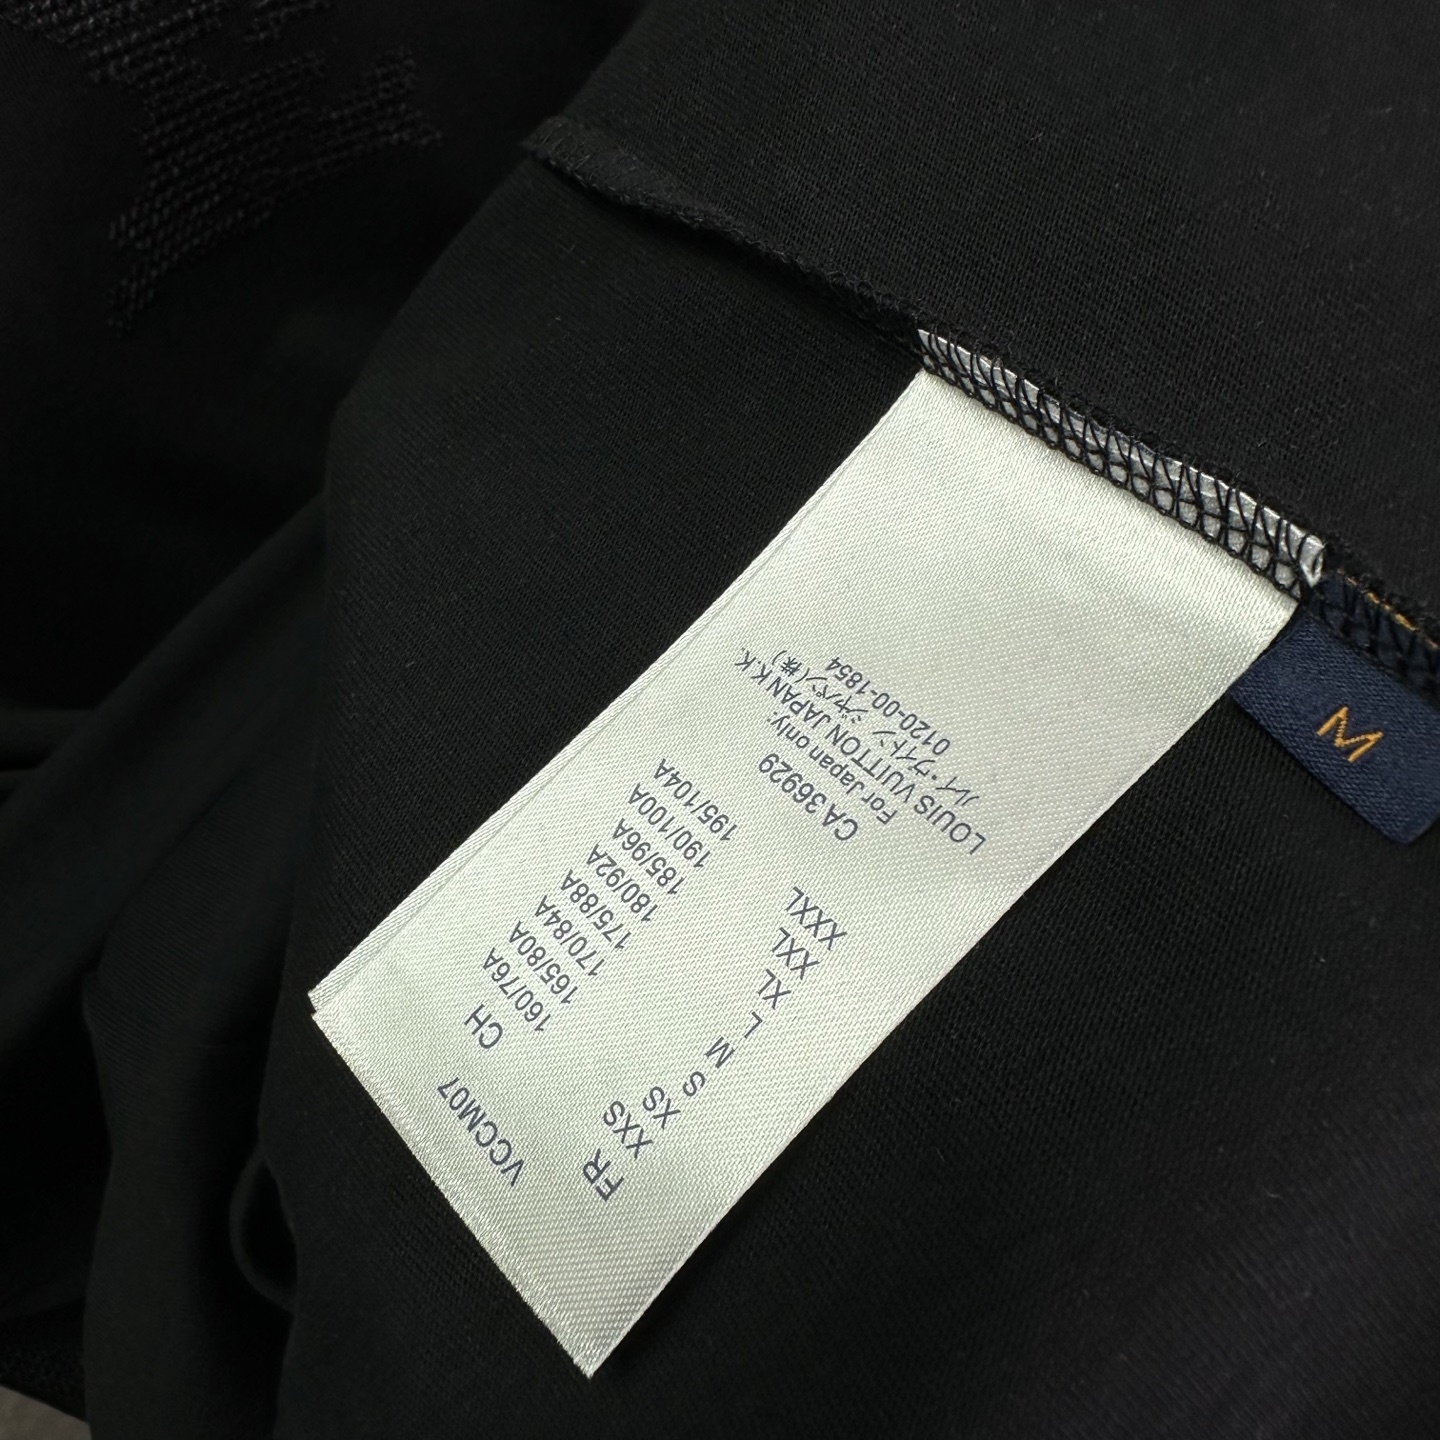 VCCM07
FR CH
XXS 160/76A
XS 165/80A
S 170/84A
M 175/88A
L 180/92A
XL 185/96A
XXL 190/100A
XXXL 195/104A
CA 36929
For Japan only:
LOUIS VUITTON JAPAN K.K.
ルイ・ヴィトン ジャパン(株)
0120-00-1854
M